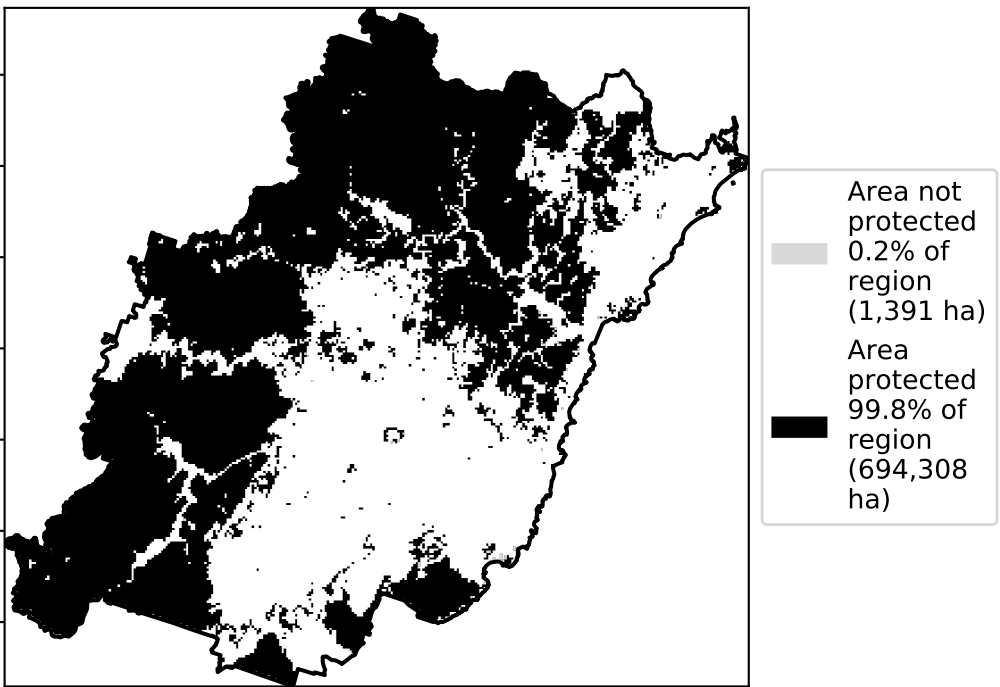 Area not
protected
0.2% of
region
(1,391 ha)
Area
protected
99.8% of
region
(694,308
ha)